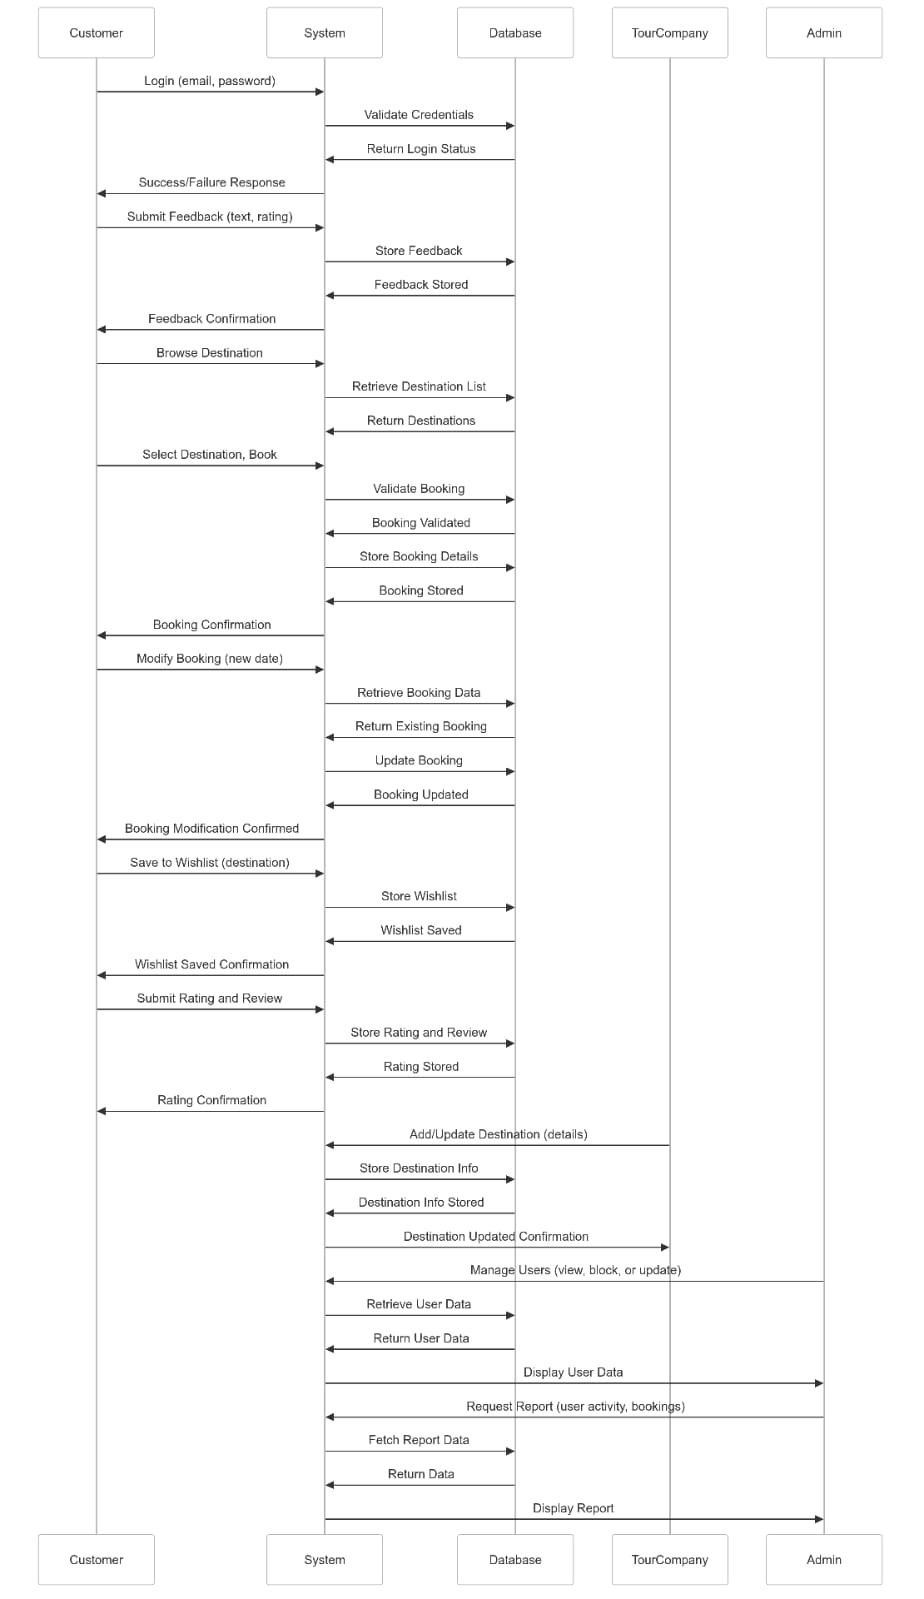 Customer
System
Database
TourCompany
Admin
Login (email, password)
Validate Credentials
Return Login Status
Success/Failure Response
Submit Feedback (text, rating)
Store Feedback
Feedback Stored
Feedback Confirmation
Browse Destination
Retrieve Destination List
Return Destinations
Select Destination, Book
Validate Booking
Booking Validated
Store Booking Details
Booking Stored
Booking Confirmation
Modify Booking (new date)
Retrieve Booking Data
Return Existing Booking
Update Booking
Booking Updated
Booking Modification Confirmed
Save to Wishlist (destination)
Store Wishlist
Wishlist Saved
Wishlist Saved Confirmation
Submit Rating and Review
Store Rating and Review
Rating Stored
Rating Confirmation
Add/Update Destination (details)
Store Destination Info
Destination Info Stored
Destination Updated Confirmation
Manage Users (view, block, or update)
Retrieve User Data
Return User Data
Display User Data
Request Report (user activity, bookings)
Fetch Report Data
Return Data
Display Report
Customer
System
Database
TourCompany
Admin